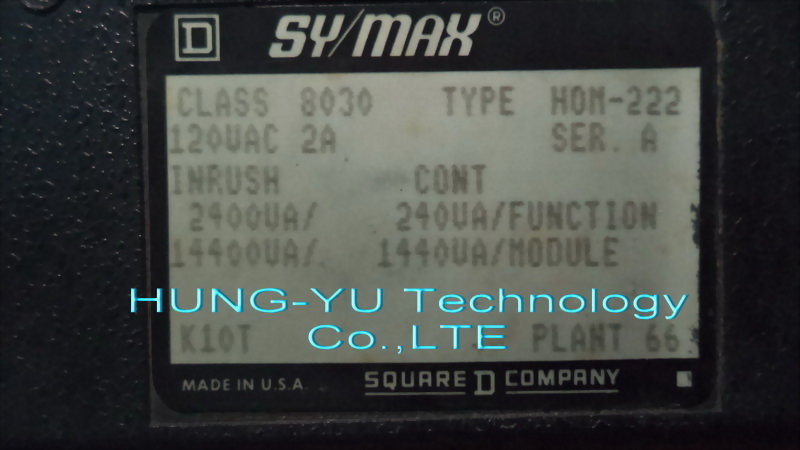 D SY/MAX®
CLASS 8030 TYPE HOM-222
120VAC 2A SER. A
INRUSH CONT
2400VA/ 240VA/FUNCTION
14400VA/. 1440VA/MODULE
HUNG-YU Technology
Co.,LTE
K10T PLANT 66
MADE IN U.S.A. SQUARE D COMPANY